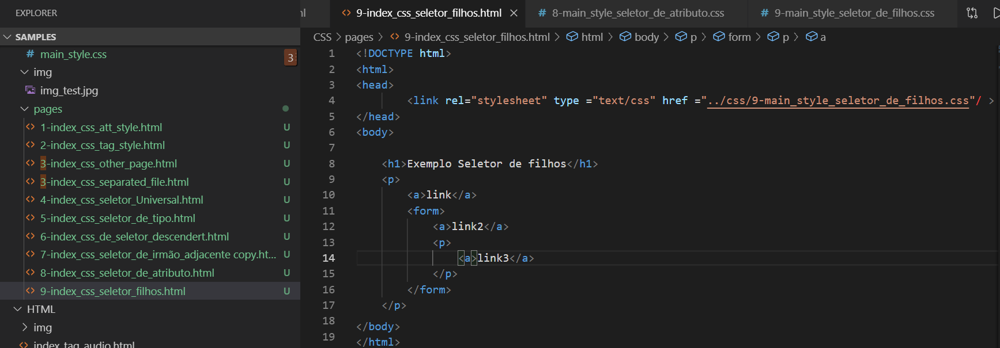 EXPLORER
SAMPLES
# main_style.css
3
img
img_test.jpg
pages
<> 1-index_css_att_style.html U
<> 2-index_css_tag_style.html U
<> 3-index_css_other_page.html U
<> 3-index_css_separated_file.html U
<> 4-index_css_seletor_Universal.html U
<> 5-index_css_seletor_de_tipo.html U
<> 6-index_css_de_seletor_descendert.html U
<> 7-index_css_seletor_de_irmão_adjacente copy.ht... U
<> 8-index_css_seletor_de_atributo.html U
<> 9-index_css_seletor_filhos.html U
HTML
img
<> index_tag_audio.html
<> 9-index_css_seletor_filhos.html # 8-main_style_seletor_de_atributo.css # 9-main_style_seletor_de_filhos.css
CSS > pages > <> 9-index_css_seletor_filhos.html > html > body > p > form > p > a
1 <!DOCTYPE html>
2 <html>
3 <head>
4 <link rel="stylesheet" type ="text/css" href ="../css/9-main_style_seletor_de_filhos.css"/ >
5 </head>
6 <body>
7
8 <h1>Exemplo Seletor de filhos</h1>
9 <p>
10 <a>link</a>
11 <form>
12 <a>link2</a>
13 <p>
14 <a>link3</a>
15 </p>
16 </form>
17 </p>
18 </body>
19 </html>